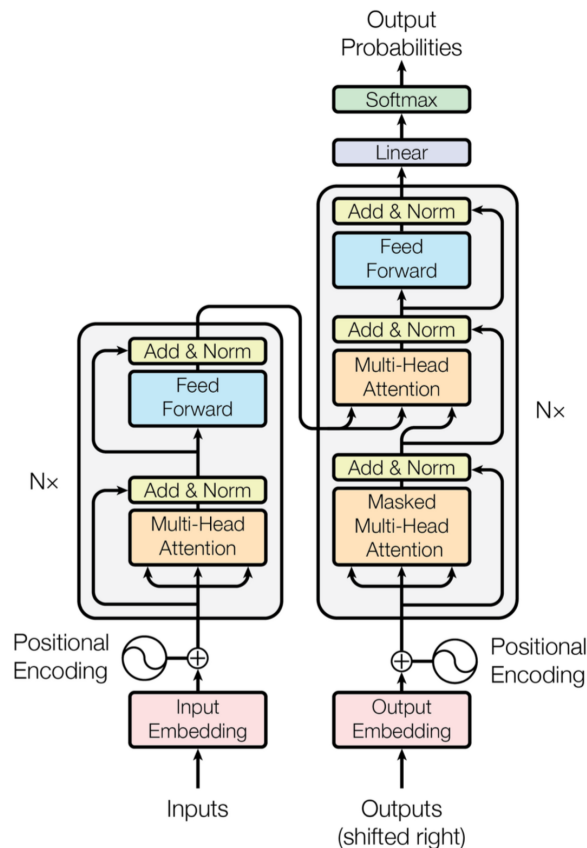 Output
Probabilities
Softmax
Linear
Add & Norm
Feed
Forward
Add & Norm
Multi-Head
Attention
Add & Norm
Masked
Multi-Head
Attention
N×
Add & Norm
Feed
Forward
Add & Norm
Multi-Head
Attention
N×
Positional
Encoding
Input
Embedding
Inputs
Positional
Encoding
Output
Embedding
Outputs
(shifted right)